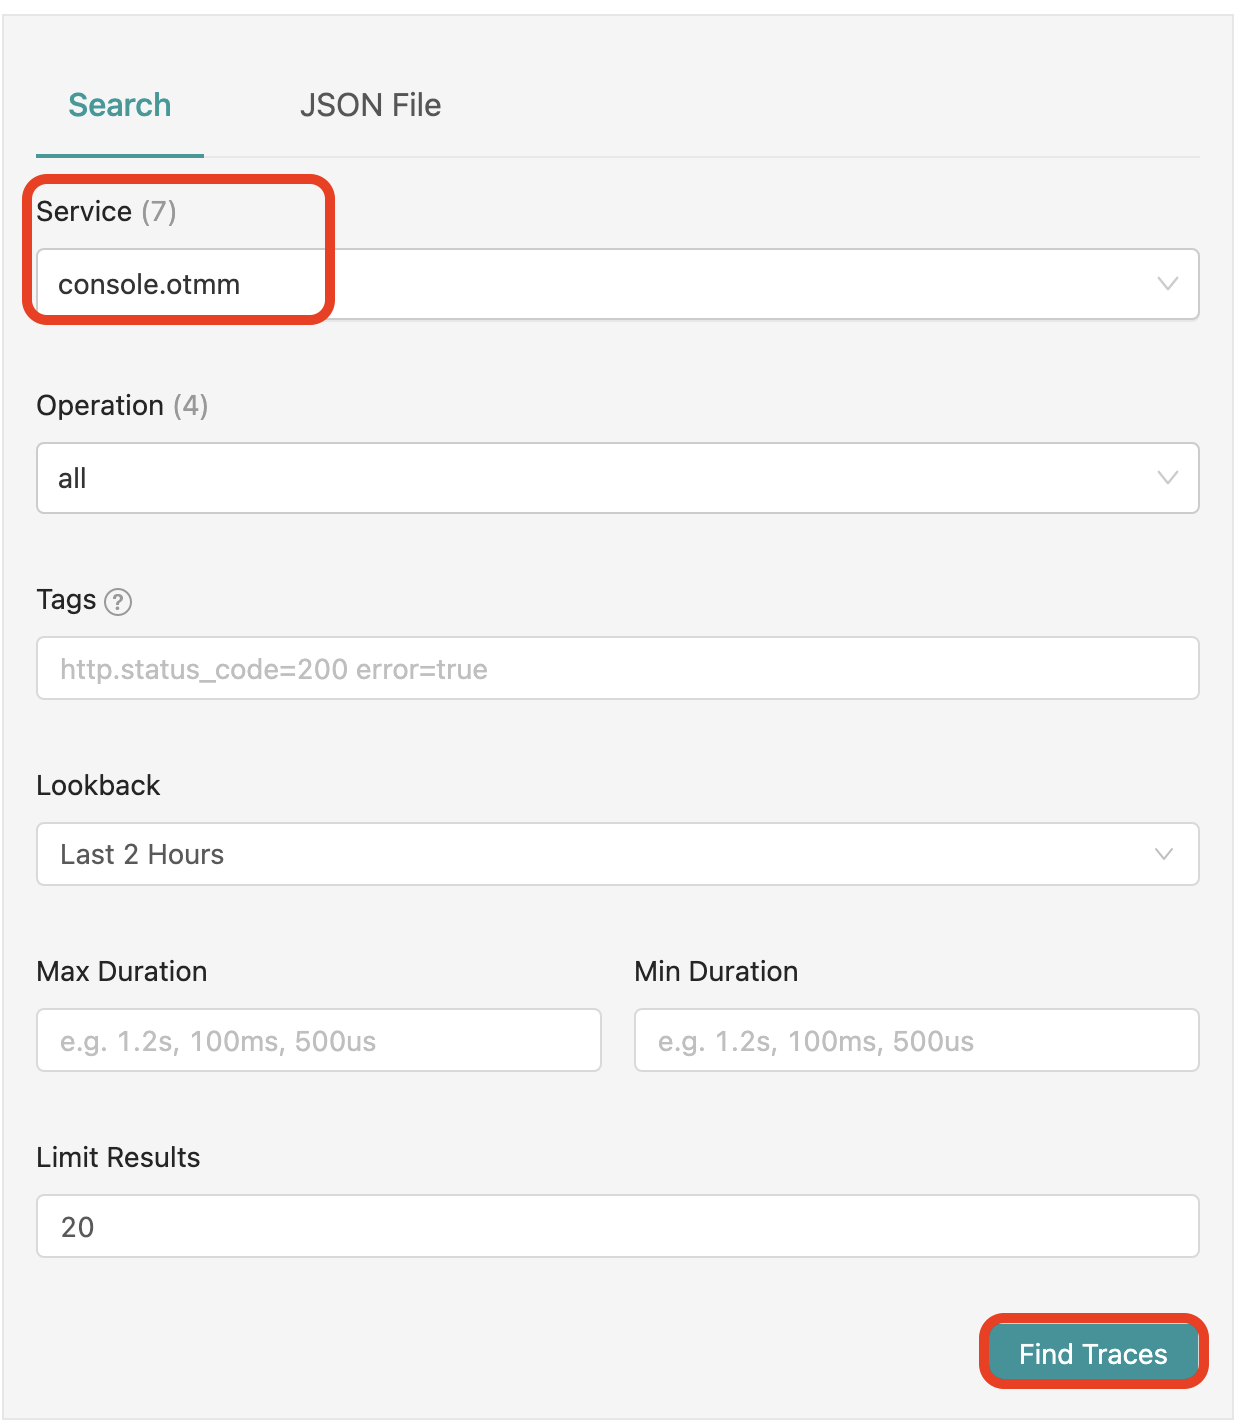 Search JSON File
Service (7)
console.otmm
Operation (4)
all
Tags ?
http.status_code=200 error=true
Lookback
Last 2 Hours
Max Duration Min Duration
e.g. 1.2s, 100ms, 500us e.g. 1.2s, 100ms, 500us
Limit Results
20
Find Traces